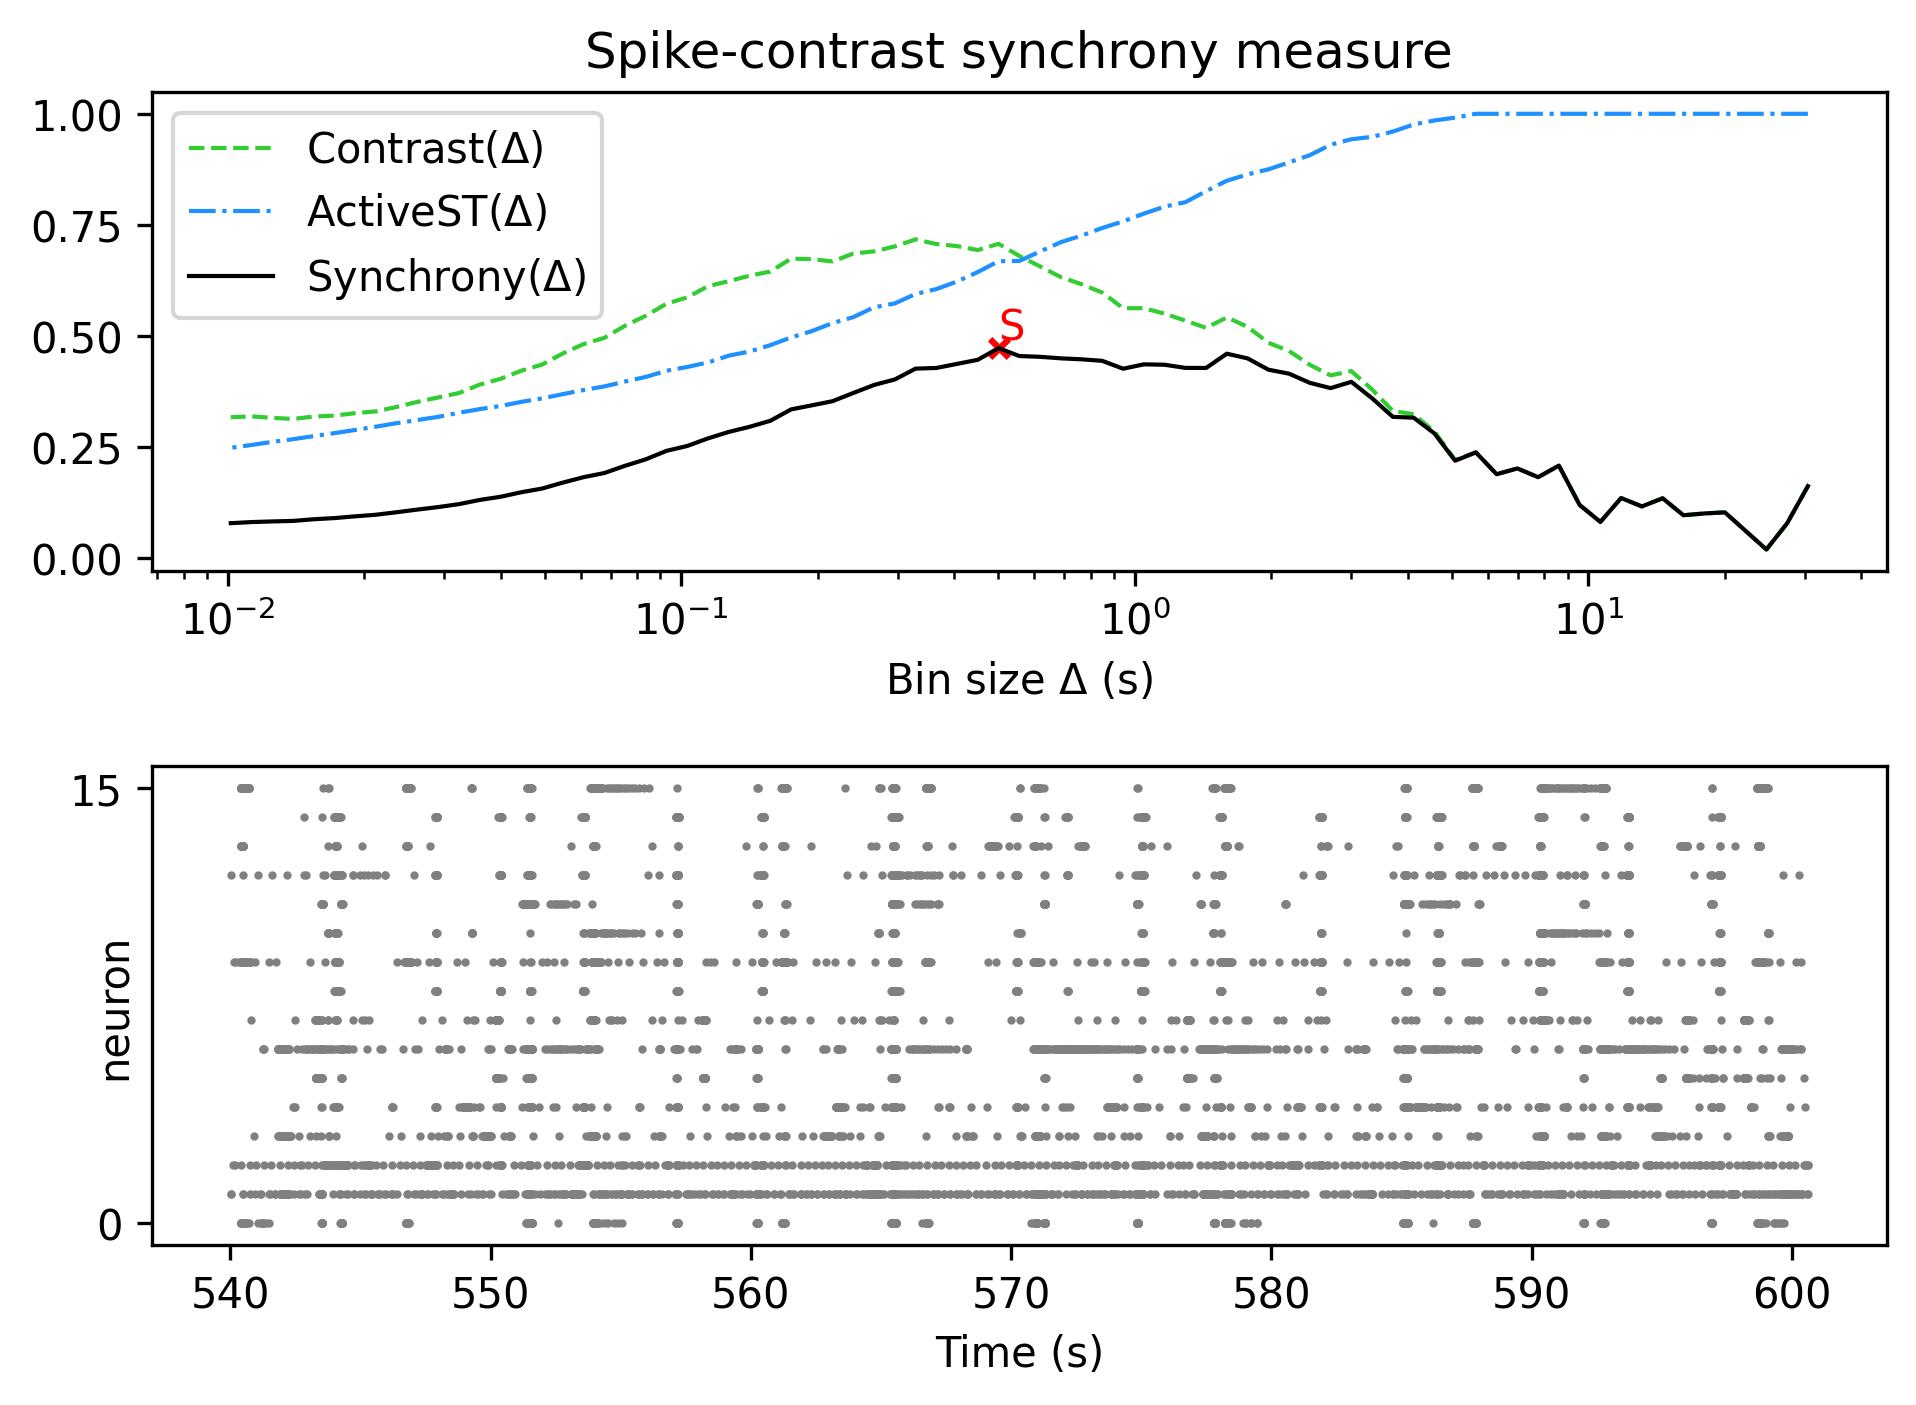 Spike-contrast synchrony measure
1.00
0.75
0.50
0.25
0.00
Contrast(Δ)
ActiveST(Δ)
Synchrony(Δ)
S
10⁻² 10⁻¹ 10⁰ 10¹
Bin size Δ (s)
15
0
neuron
540 550 560 570 580 590 600
Time (s)